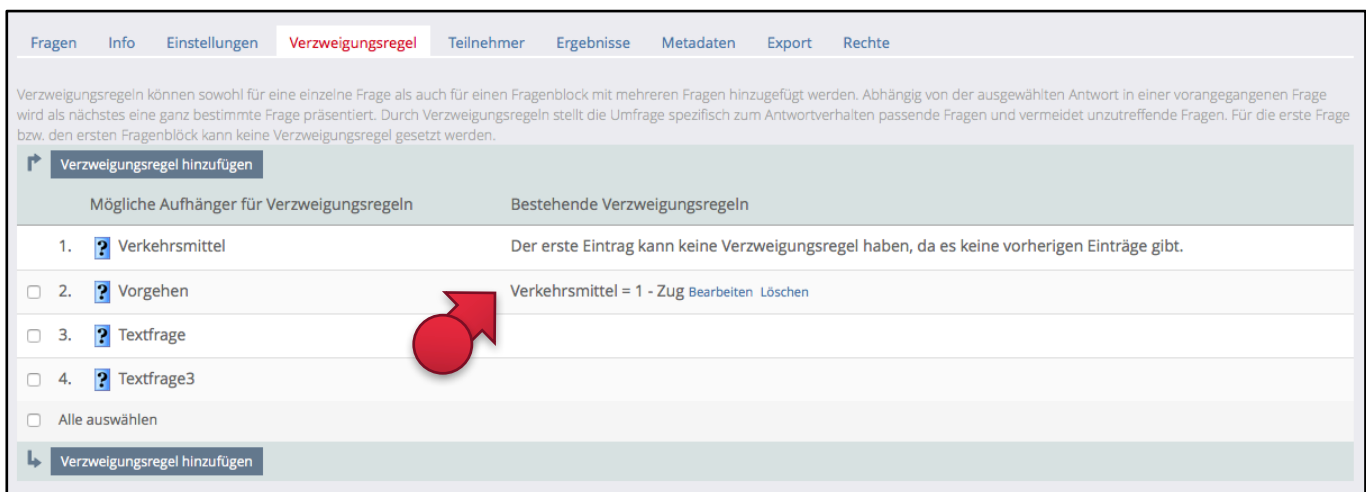 Fragen Info Einstellungen Verzweigungsregel Teilnehmer Ergebnisse Metadaten Export Rechte
Verzweigungsregeln können sowohl für eine einzelne Frage als auch für einen Fragenblock mit mehreren Fragen hinzugefügt werden. Abhängig von der ausgewählten Antwort in einer vorangegangenen Frage
wird als nächstes eine ganz bestimmte Frage präsentiert. Durch Verzweigungsregeln stellt die Umfrage spezifisch zum Antwortverhalten passende Fragen und vermeidet unzutreffende Fragen. Für die erste Frage
bzw. den ersten Fragenblöck kann keine Verzweigungsregel gesetzt werden.
Verzweigungsregel hinzufügen
Mögliche Aufhänger für Verzweigungsregeln Bestehende Verzweigungsregeln
1. ? Verkehrsmittel Der erste Eintrag kann keine Verzweigungsregel haben, da es keine vorherigen Einträge gibt.
2. ? Vorgehen Verkehrsmittel = 1 - Zug Bearbeiten Löschen
3. ? Textfrage
4. ? Textfrage3
Alle auswählen
Verzweigungsregel hinzufügen